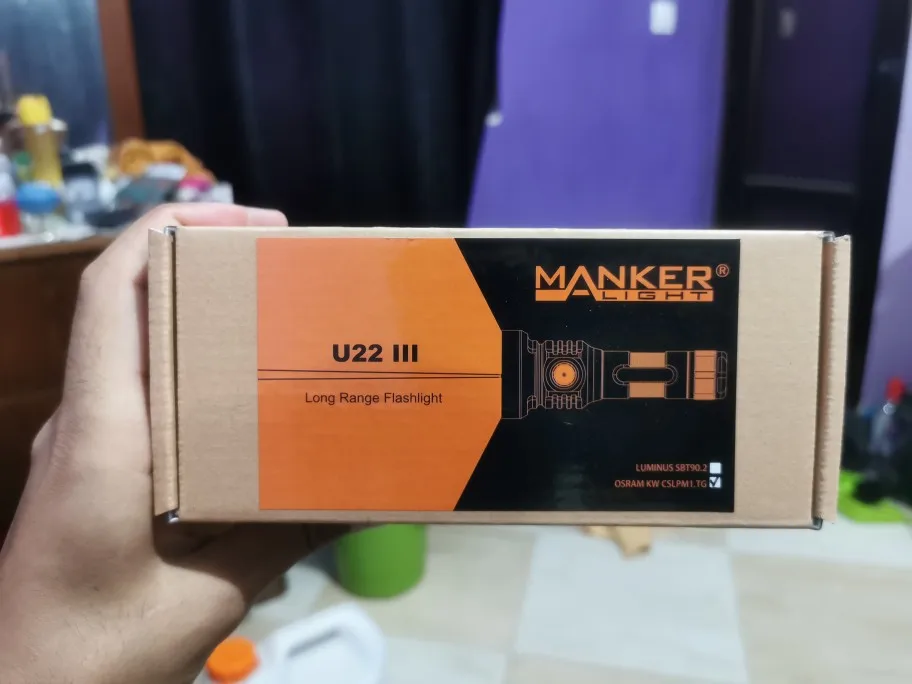 MANKER®
LIGHT
U22 III
Long Range Flashlight
LUMINUS SBT90.2
OSRAM KW CSLPM1.TG